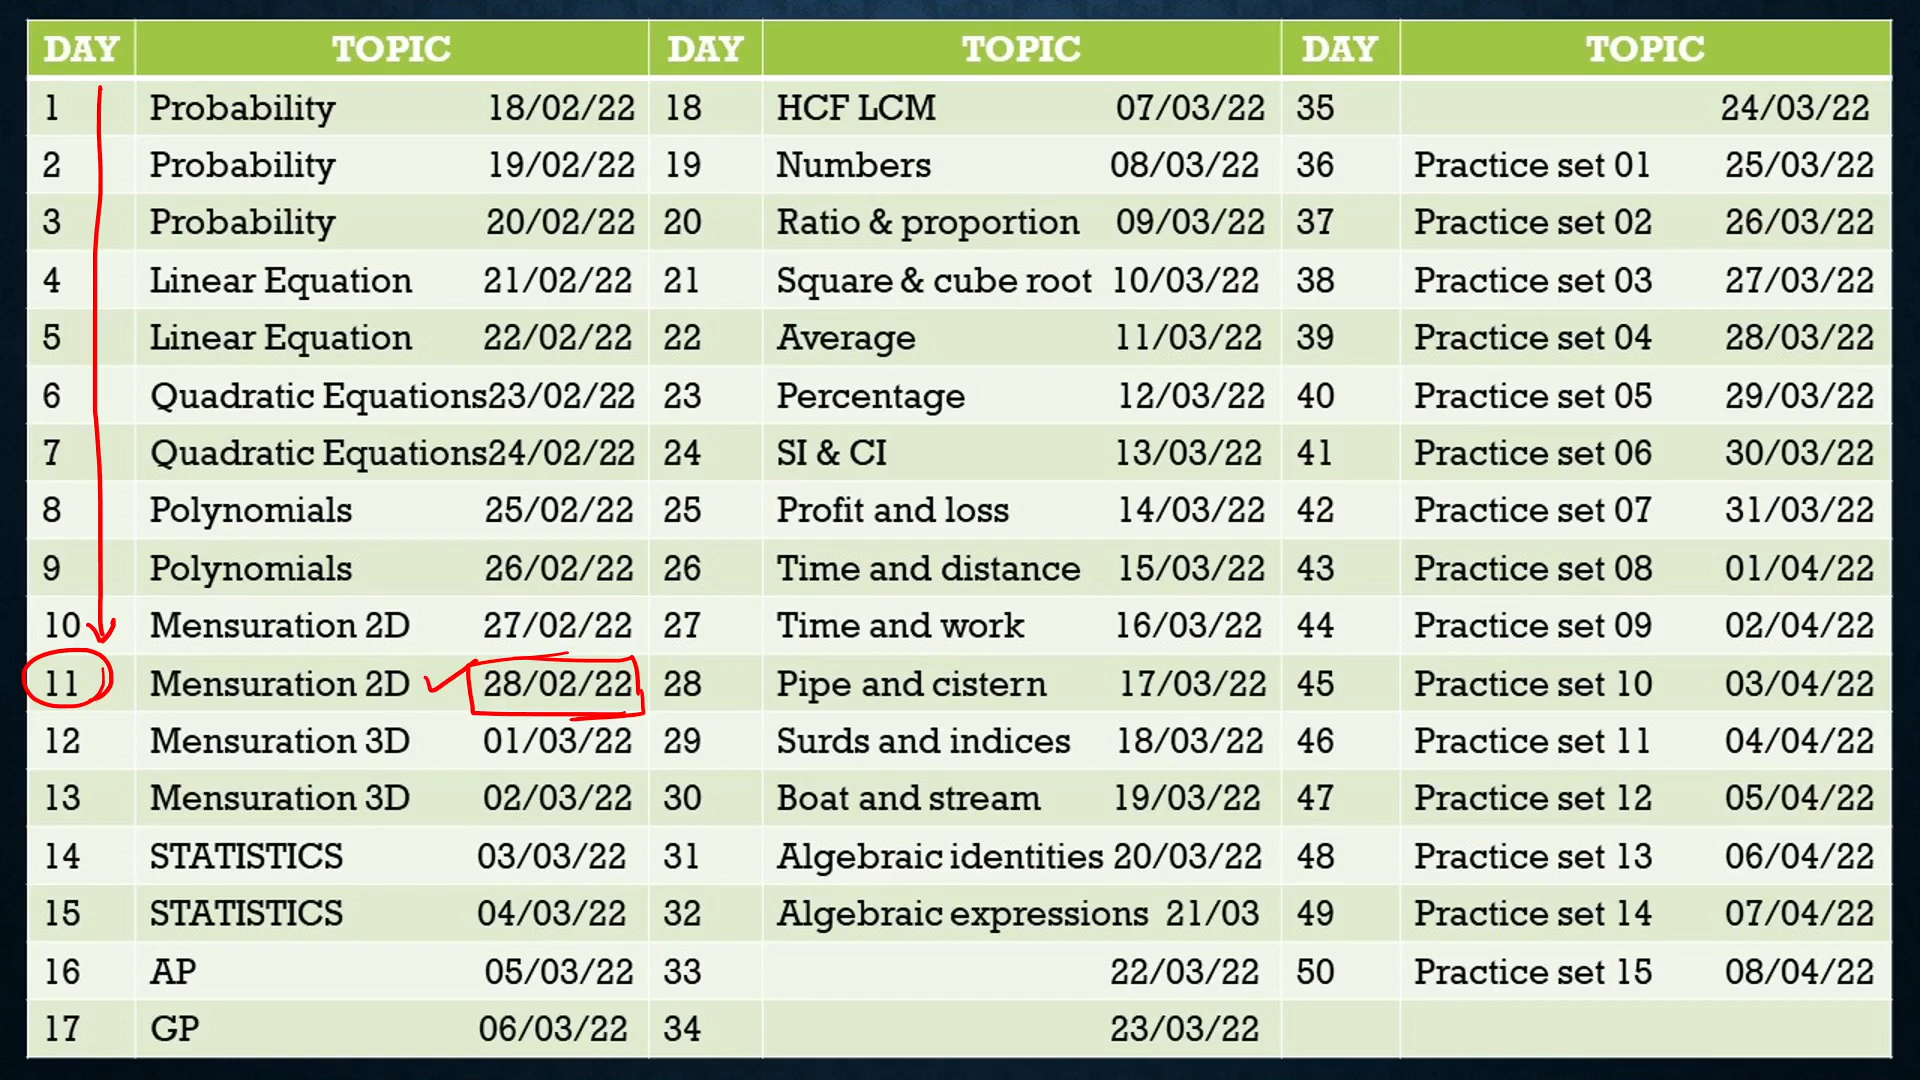 DAY TOPIC DAY TOPIC DAY TOPIC
1 Probability 18/02/22 18 HCF LCM 07/03/22 35 24/03/22
2 Probability 19/02/22 19 Numbers 08/03/22 36 Practice set 01 25/03/22
3 Probability 20/02/22 20 Ratio & proportion 09/03/22 37 Practice set 02 26/03/22
4 Linear Equation 21/02/22 21 Square & cube root 10/03/22 38 Practice set 03 27/03/22
5 Linear Equation 22/02/22 22 Average 11/03/22 39 Practice set 04 28/03/22
6 Quadratic Equations23/02/22 23 Percentage 12/03/22 40 Practice set 05 29/03/22
7 Quadratic Equations24/02/22 24 SI & CI 13/03/22 41 Practice set 06 30/03/22
8 Polynomials 25/02/22 25 Profit and loss 14/03/22 42 Practice set 07 31/03/22
9 Polynomials 26/02/22 26 Time and distance 15/03/22 43 Practice set 08 01/04/22
10 Mensuration 2D 27/02/22 27 Time and work 16/03/22 44 Practice set 09 02/04/22
11 Mensuration 2D 28/02/22 28 Pipe and cistern 17/03/22 45 Practice set 10 03/04/22
12 Mensuration 3D 01/03/22 29 Surds and indices 18/03/22 46 Practice set 11 04/04/22
13 Mensuration 3D 02/03/22 30 Boat and stream 19/03/22 47 Practice set 12 05/04/22
14 STATISTICS 03/03/22 31 Algebraic identities 20/03/22 48 Practice set 13 06/04/22
15 STATISTICS 04/03/22 32 Algebraic expressions 21/03 49 Practice set 14 07/04/22
16 AP 05/03/22 33 22/03/22 50 Practice set 15 08/04/22
17 GP 06/03/22 34 23/03/22